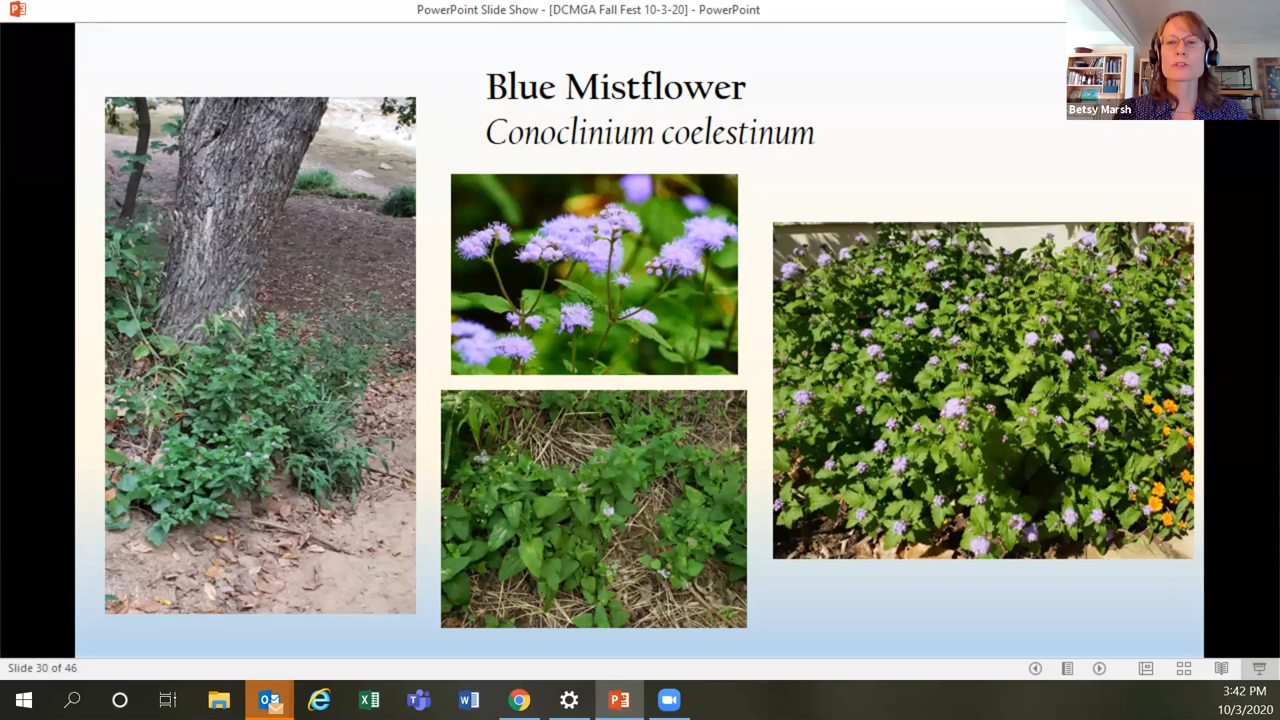 PowerPoint Slide Show - [DCMGA Fall Fest 10-3-20] - PowerPoint
Betsy Marsh
Blue Mistflower
Conoclinium coelestinum
Slide 30 of 46
3:42 PM
10/3/2020